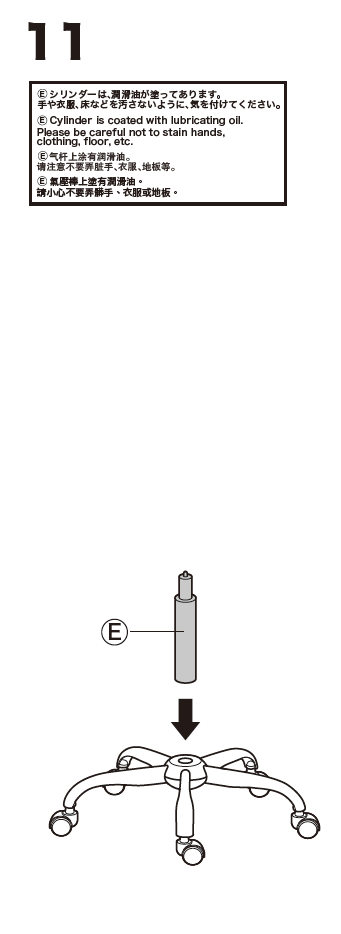 11
Ⓔシリンダーは、潤滑油が塗ってあります。
手や衣服、床などを汚さないように、気を付けてください。
Ⓔ Cylinder is coated with lubricating oil.
Please be careful not to stain hands,
clothing, floor, etc.
Ⓔ气杆上涂有润滑油。
请注意不要弄脏手、衣服、地板等。
Ⓔ 氣壓棒上塗有潤滑油。
請小心不要弄髒手、衣服或地板。
Ⓔ